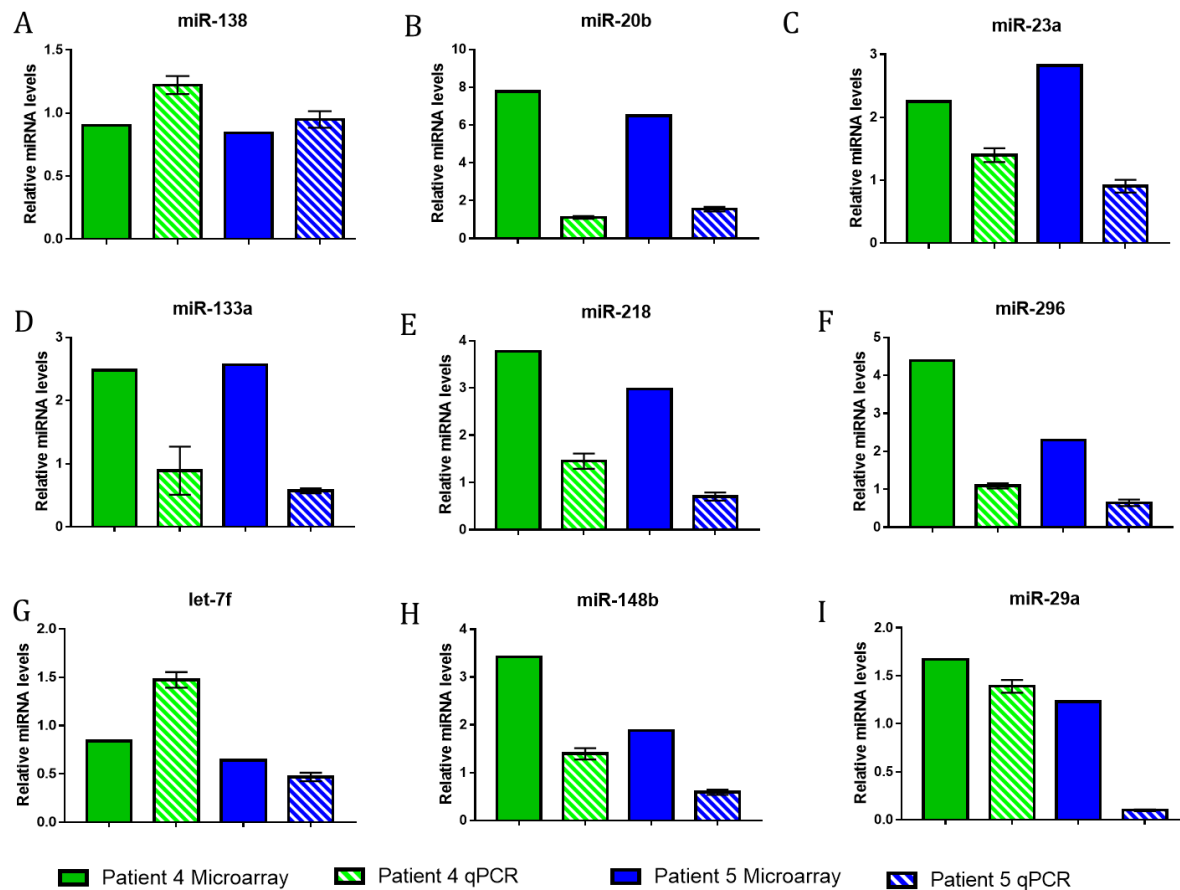 A
miR-138
Relative miRNA levels
1.5
1.0
0.5
0.0
B
miR-20b
Relative miRNA levels
10
8
6
4
2
0
C
miR-23a
Relative miRNA levels
3
2
1
0
D
miR-133a
Relative miRNA levels
3
2
1
0
E
miR-218
Relative miRNA levels
4
3
2
1
0
F
miR-296
Relative miRNA levels
5
4
3
2
1
0
G
let-7f
Relative miRNA levels
2.0
1.5
1.0
0.5
0.0
H
miR-148b
Relative miRNA levels
4
3
2
1
0
I
miR-29a
Relative miRNA levels
2.0
1.5
1.0
0.5
0.0
Patient 4 Microarray
Patient 4 qPCR
Patient 5 Microarray
Patient 5 qPCR